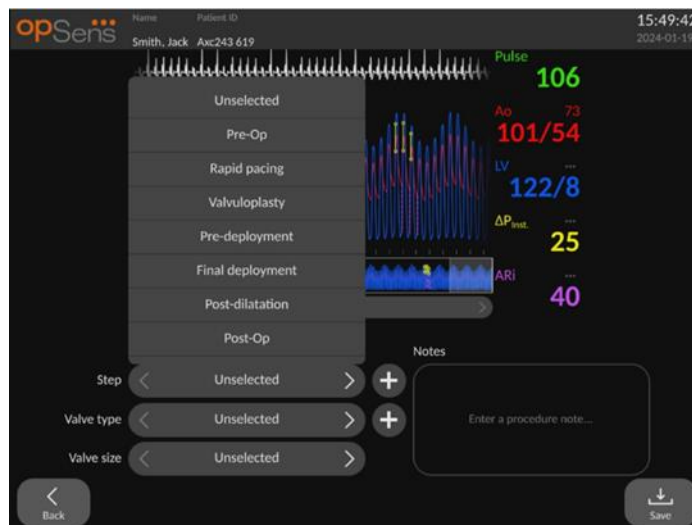 opSens
Name Patient ID
Smith, Jack Axc243 619
15:49:42
2024-01-19
Pulse
106
Ao 73
101/54
LV ---
122/8
ΔPInst. ---
25
ARi ---
40
Unselected
Pre-Op
Rapid pacing
Valvuloplasty
Pre-deployment
Final deployment
Post-dilatation
Post-Op
Notes
Step < Unselected > +
Valve type < Unselected > +
Enter a procedure note...
Valve size < Unselected >
Back
Save